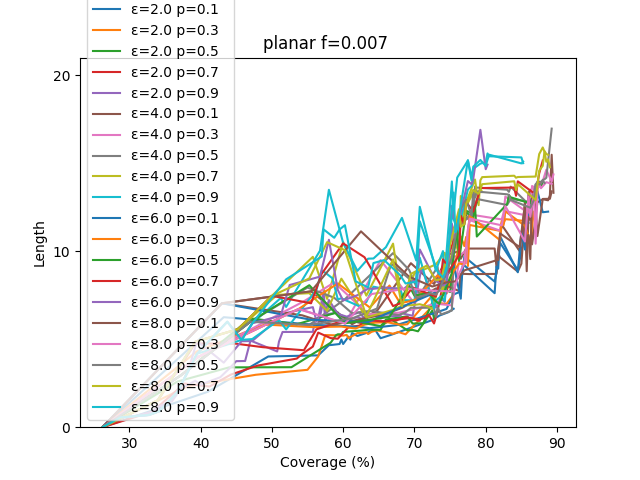 ε=2.0 p=0.1
ε=2.0 p=0.3
ε=2.0 p=0.5
ε=2.0 p=0.7
ε=2.0 p=0.9
ε=4.0 p=0.1
ε=4.0 p=0.3
ε=4.0 p=0.5
ε=4.0 p=0.7
ε=4.0 p=0.9
ε=6.0 p=0.1
ε=6.0 p=0.3
ε=6.0 p=0.5
ε=6.0 p=0.7
ε=6.0 p=0.9
ε=8.0 p=0.1
ε=8.0 p=0.3
ε=8.0 p=0.5
ε=8.0 p=0.7
ε=8.0 p=0.9
planar f=0.007
20
10
0
Length
30 40 50 60 70 80 90
Coverage (%)